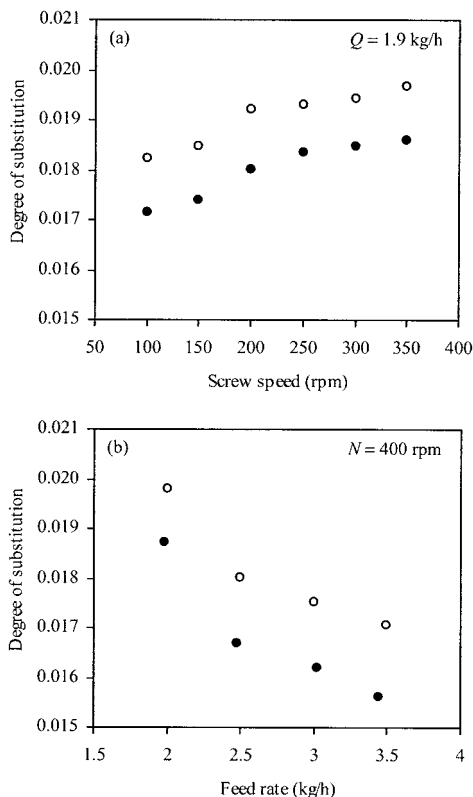 0.021
(a)
Q = 1.9 kg/h
0.020
0.019
0.018
0.017
0.016
0.015
Degree of substitution
50 100 150 200 250 300 350 400
Screw speed (rpm)
0.021
(b)
N = 400 rpm
0.020
0.019
0.018
0.017
0.016
0.015
Degree of substitution
1.5 2 2.5 3 3.5 4
Feed rate (kg/h)